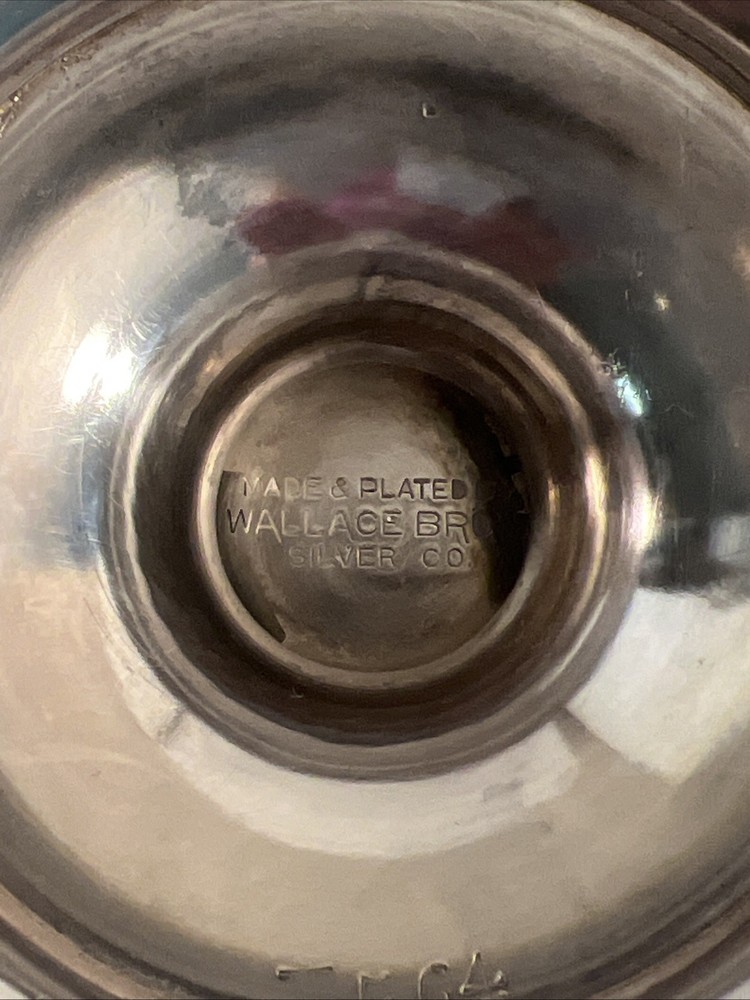 MADE & PLATED
WALLACE BRO
SILVER CO.